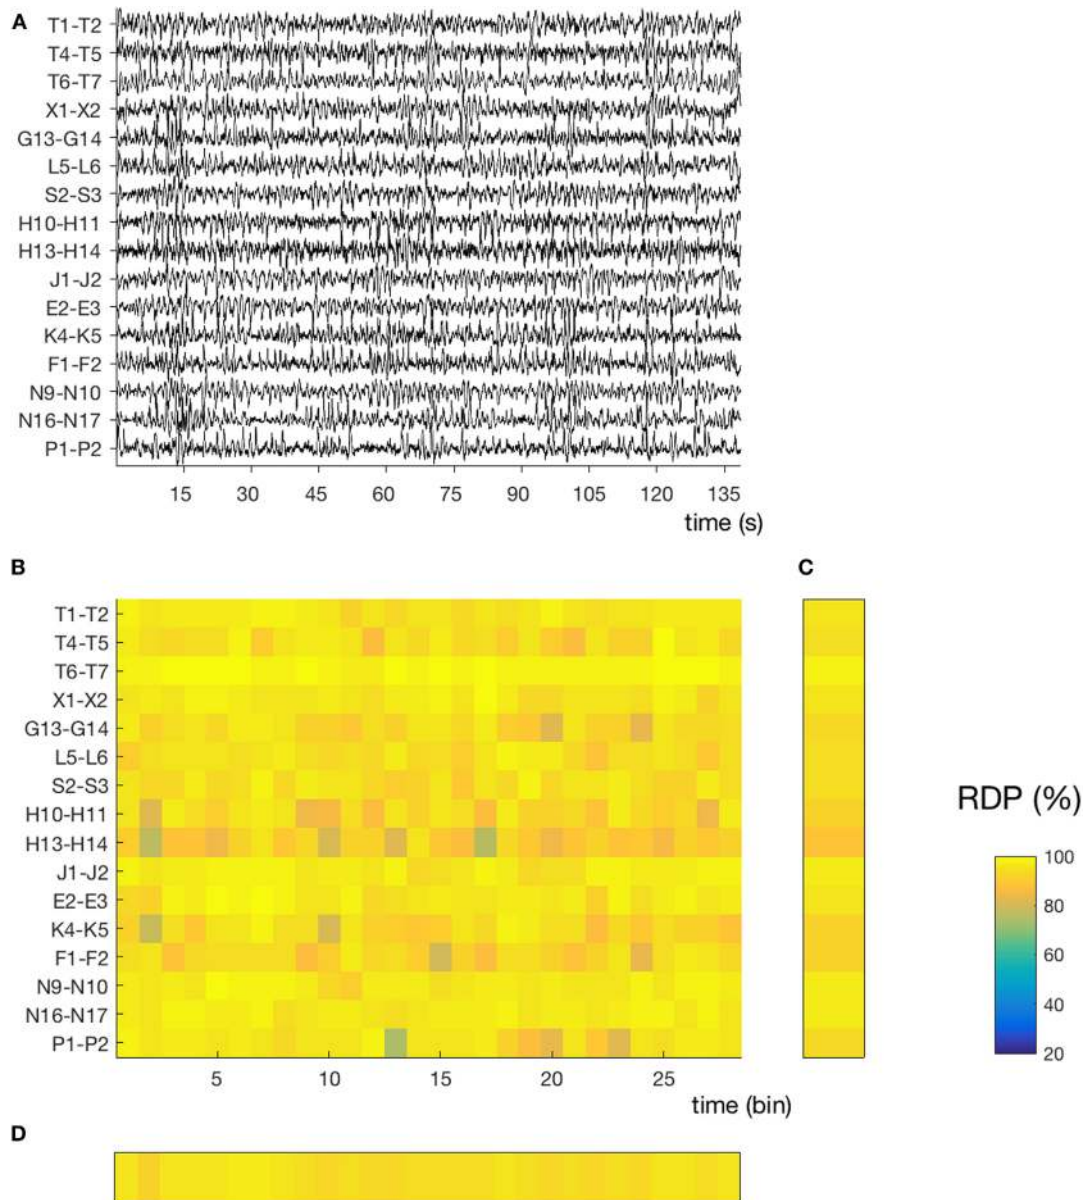 A
T1-T2
T4-T5
T6-T7
X1-X2
G13-G14
L5-L6
S2-S3
H10-H11
H13-H14
J1-J2
E2-E3
K4-K5
F1-F2
N9-N10
N16-N17
P1-P2
15 30 45 60 75 90 105 120 135
time (s)
B
T1-T2
T4-T5
T6-T7
X1-X2
G13-G14
L5-L6
S2-S3
H10-H11
H13-H14
J1-J2
E2-E3
K4-K5
F1-F2
N9-N10
N16-N17
P1-P2
5 10 15 20 25
time (bin)
C
RDP (%)
100
80
60
40
20
D